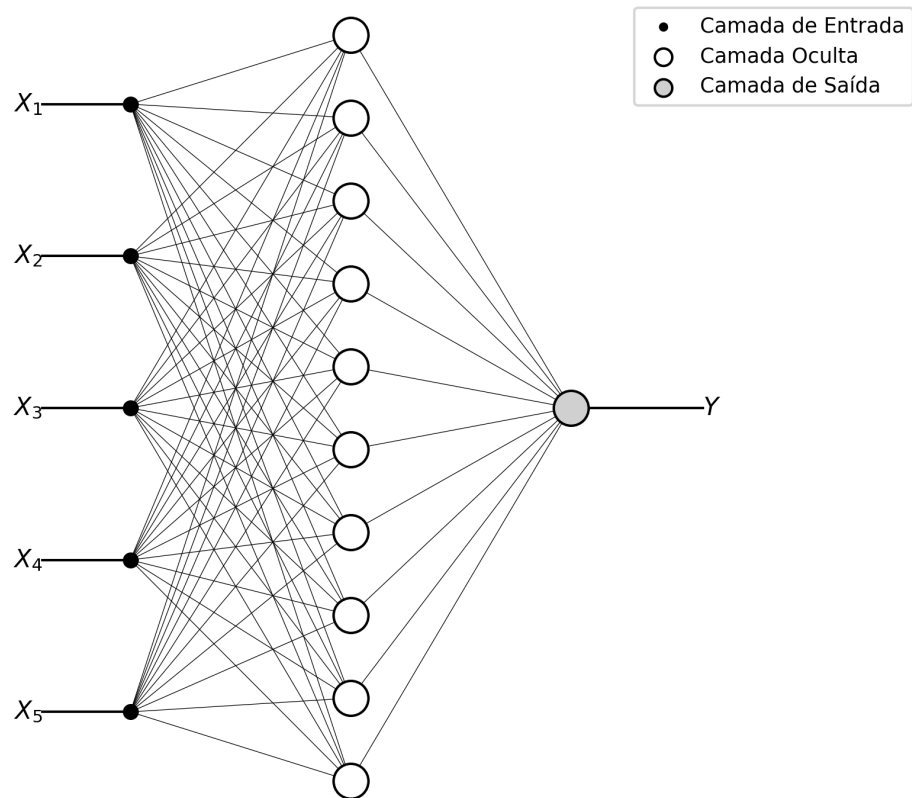 Camada de Entrada
Camada Oculta
Camada de Saída
X₁
X₂
X₃
Y
X₄
X₅